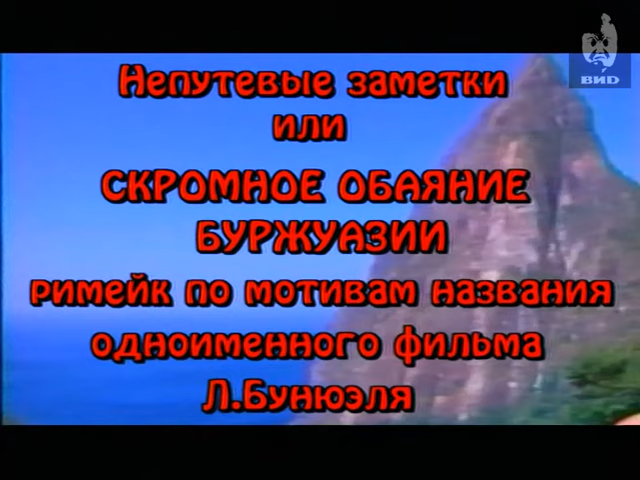 ВИD
Непутевые заметки
или
СКРОМНОЕ ОБАЯНИЕ
БУРЖУАЗИИ
римейк по мотивам названия
одноименного фильма
Л.Бунюэля